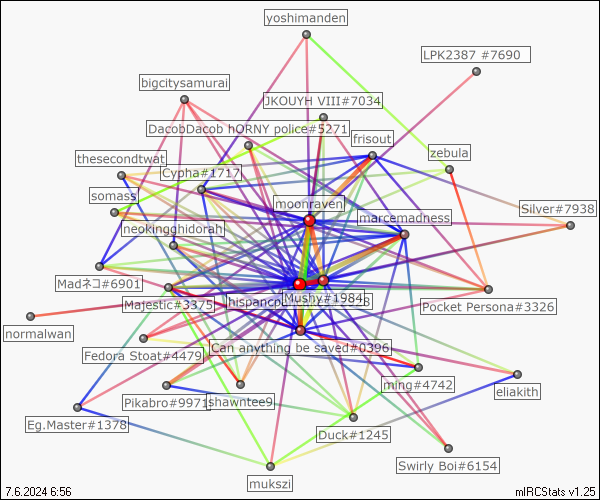 yoshimanden
LPK2387 #7690
bigcitysamurai
JKOUYH VIII#7034
DacobDacob hORNY police#5271
frisout
zebula
thesecondtwat
Cypha#1717
somass
moonraven
marcemadness
Silver#7938
neokingghidorah
Madネコ#6901
Majestic#3375
hispancp
Mushy#1984
Pocket Persona#3326
normalwan
Can anything be saved#0396
Fedora Stoat#4479
ming#4742
eliakith
Pikabro#9971
shawntee9
Eg.Master#1378
Duck#1245
Swirly Boi#6154
mukszi
7.6.2024 6:56
mIRCStats v1.25